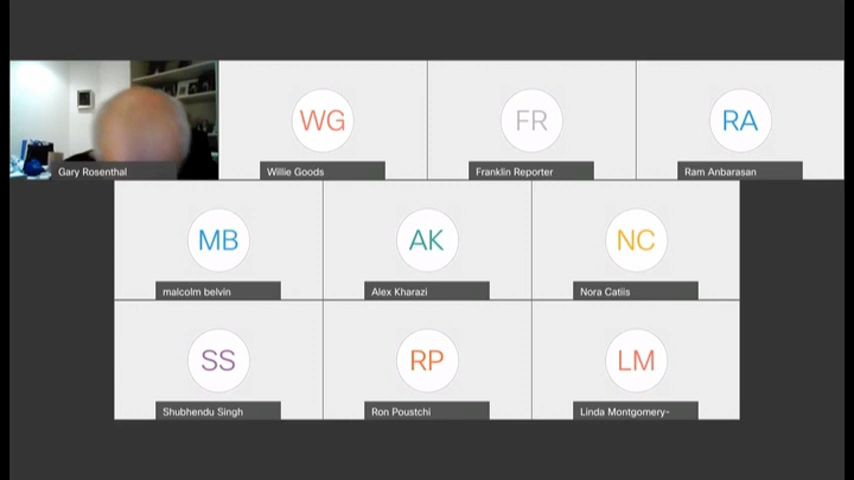 WG
FR
RA
Gary Rosenthal
Willie Goods
Franklin Reporter
Ram Anbarasan
MB
AK
NC
malcolm belvin
Alex Kharazi
Nora Catiis
SS
RP
LM
Shubhendu Singh
Ron Poustchi
Linda Montgomery-